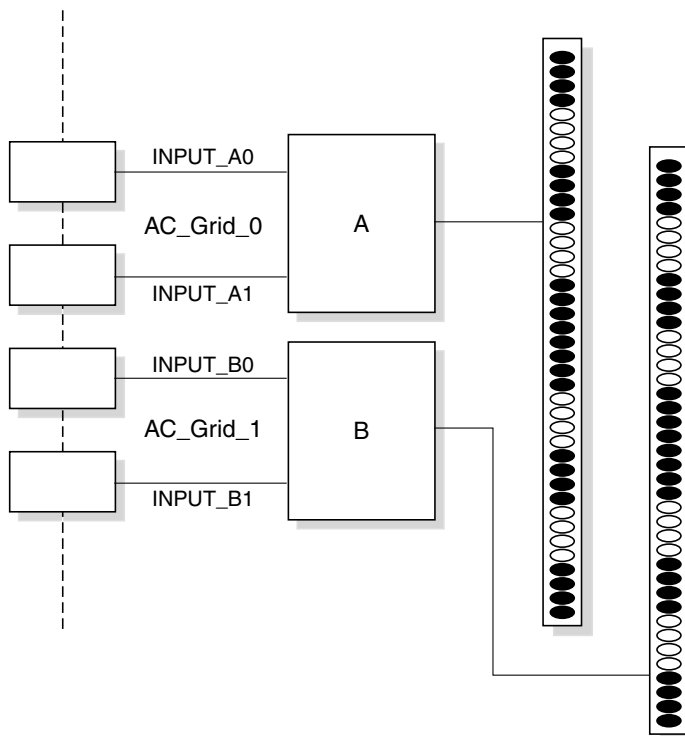 INPUT_A0
AC_Grid_0
A
INPUT_A1
INPUT_B0
AC_Grid_1
B
INPUT_B1